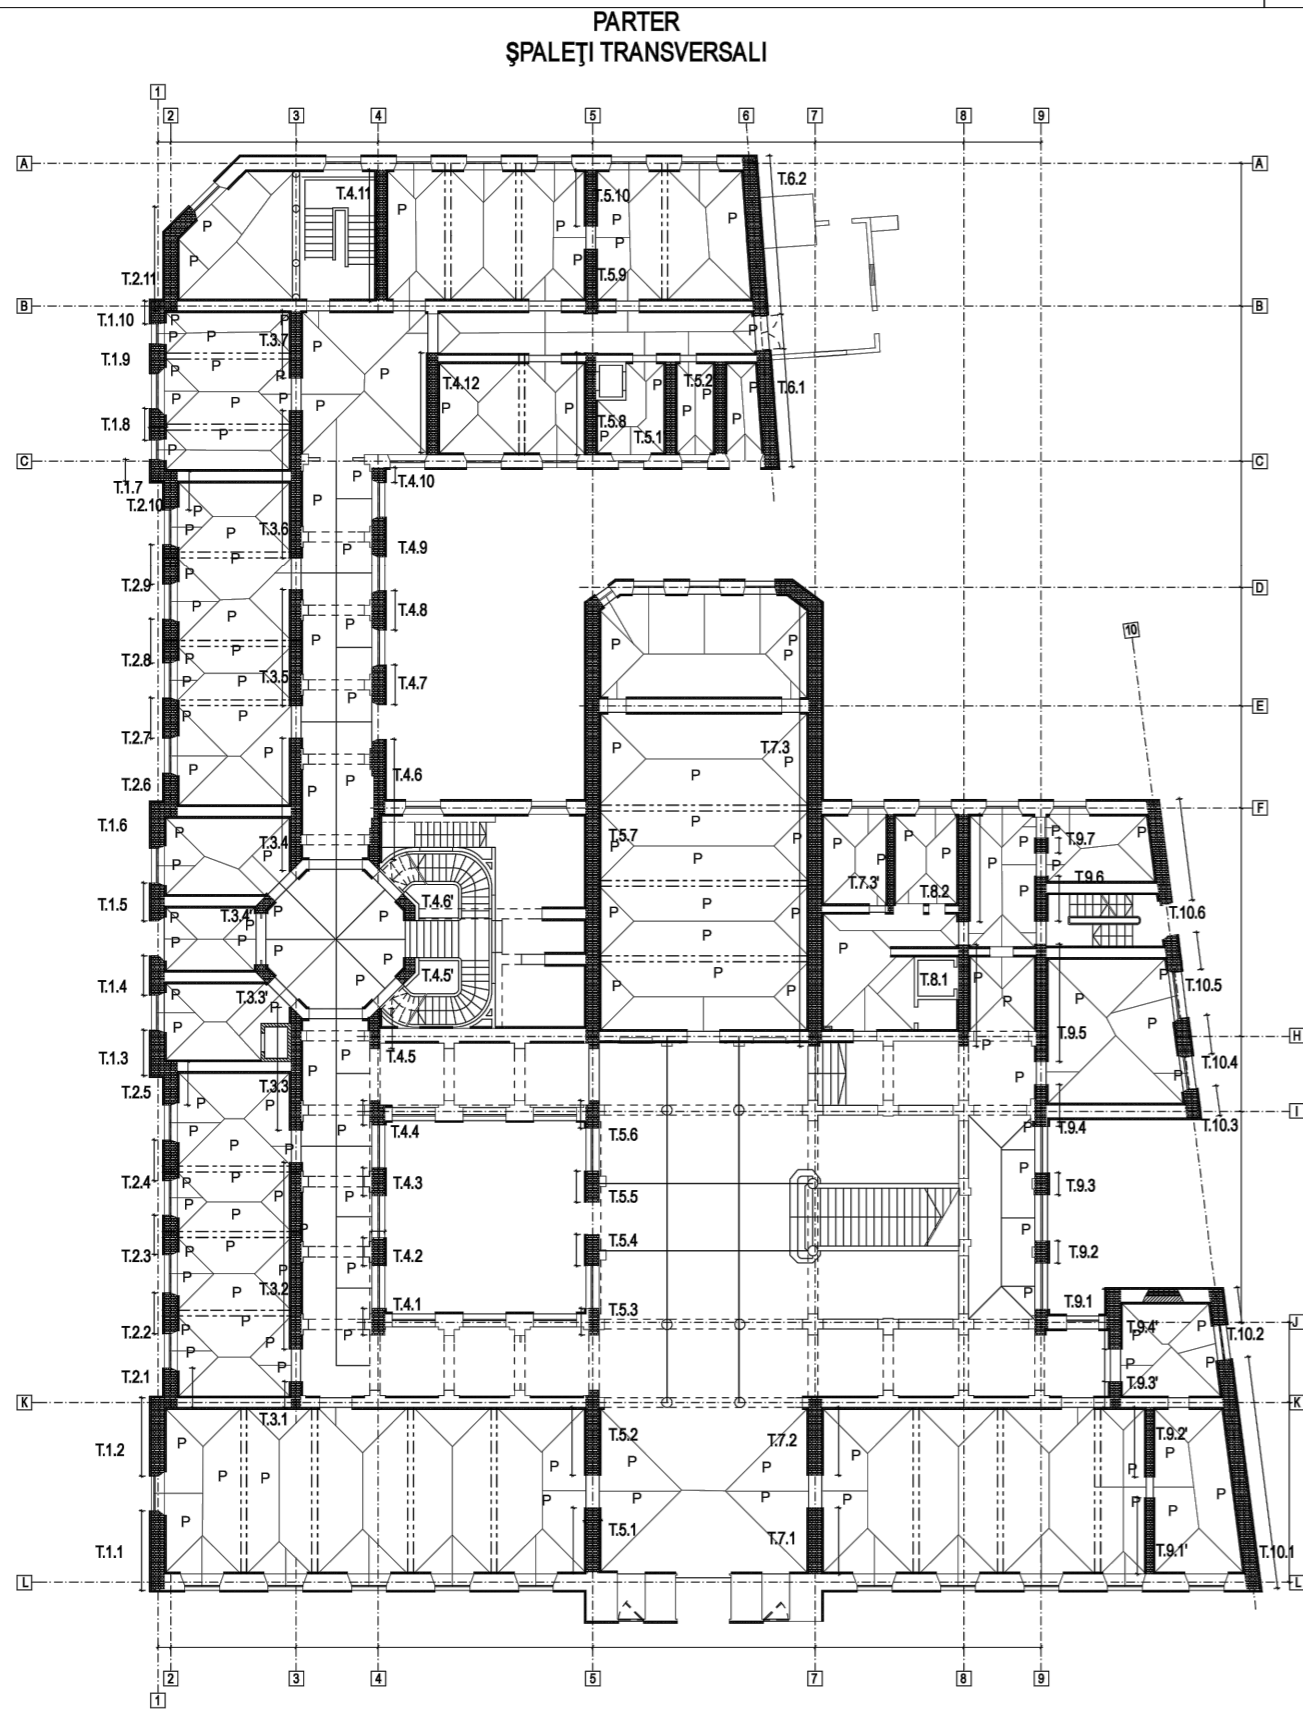 PARTER
ŞPALEŢI TRANSVERSALI
1
2 3 4 5 6 7 8 9
A A
T.6.2
T.4.11 T.5.10
P P P P
P P
T.2.11 T.5.9
B B
T.1.10 P
P P T.3.7 P P
T.1.9
P P P T.4.12 T.5.2 T.6.1
P P P P P P P
T.1.8 P T.5.8
P P T.5.1
C C
T.1.7 P P T.4.10
T.2.10 P
P P T.3.6 P T.4.9
P P
T.2.9 D
P T.4.8
P P P P P
10
T.2.8 P P
P P T.3.5 P T.4.7
E E
P P
T.2.7 P P T.7.3
T.2.6 P P T.4.6 P
F F
T.1.6 P T.3.4 P T.5.7 P P T.9.7
P P P P P P
P P T.9.6
T.1.5 P T.7.3' T.8.2
T.3.4' P P T.4.6' P P T.10.6
P P P P P
T.1.4 T.4.5' P T.8.1 T.10.5
P T.3.3' P P P
T.1.3 P T.9.5 P
H H
P T.4.5 T.10.4
T.2.5 T.3.3 P P P
P P T.10.3
I
T.4.4 T.5.6 T.9.4
P P P
T.2.4 P P T.4.3 T.5.5 T.9.3
P P P
T.2.3 P P T.4.2 T.5.4 T.9.2
P P P
T.3.2 T.4.1 T.5.3 T.9.1
T.2.2 P P T.9.4' T.10.2
J
P P
T.2.1 P P T.9.3'
K K
T.3.1 T.5.2 T.7.2 T.9.2'
T.1.2 P P P P P P
P P P P P P
P P P P P P
T.1.1 T.5.1 T.7.1 T.9.1' T.10.1
L L
2 3 4 5 7 8 9
1